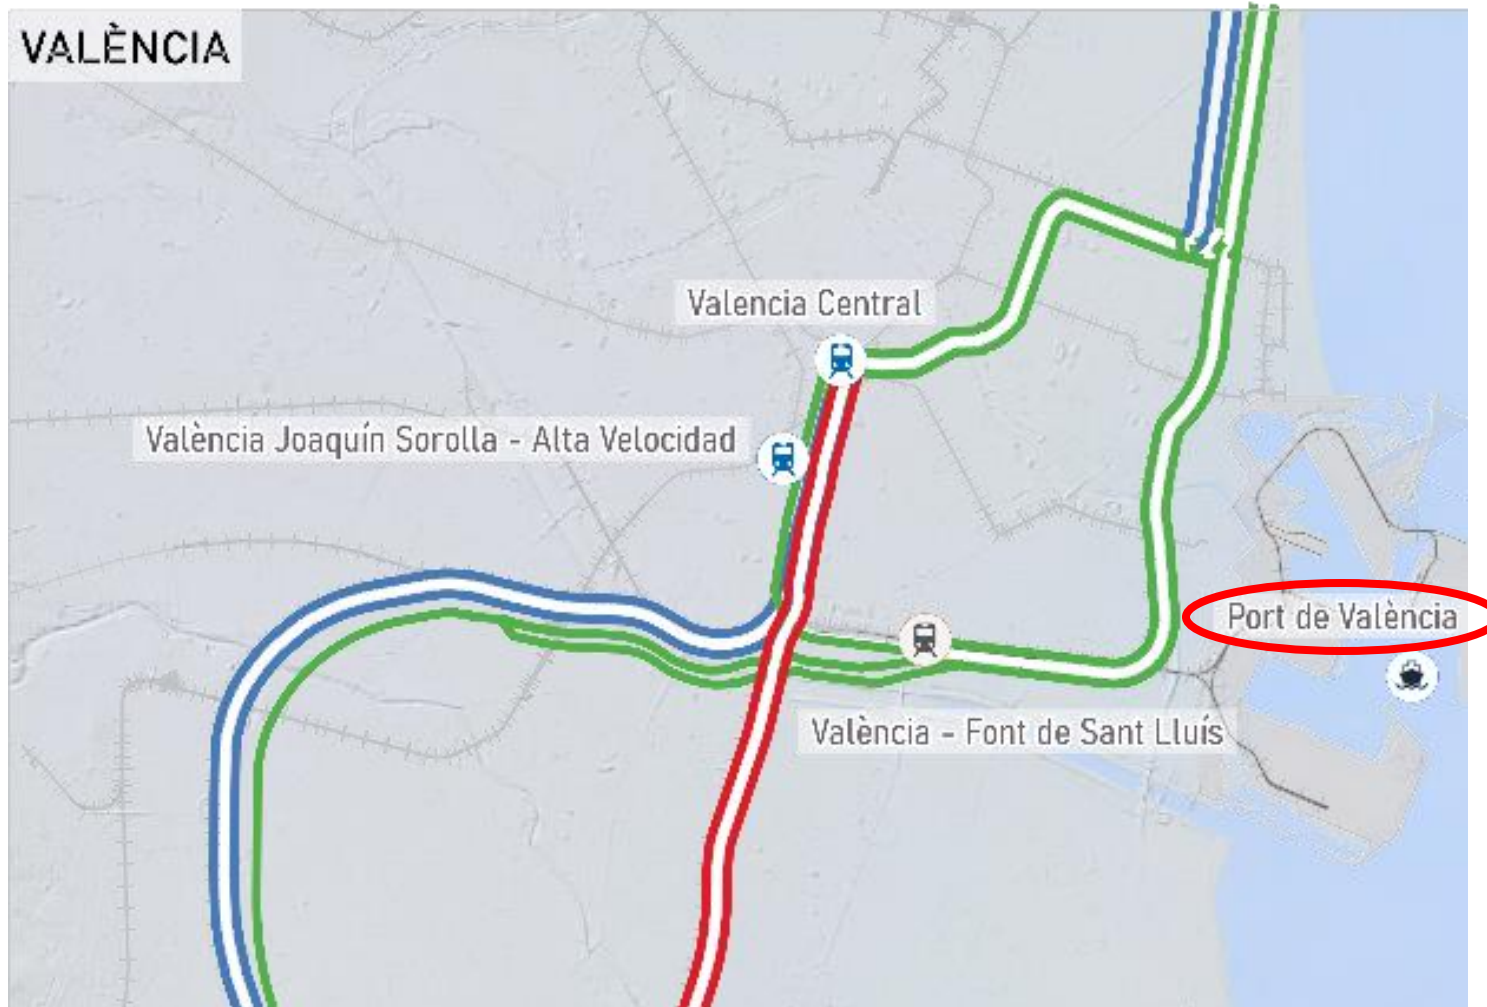 VALÈNCIA
Valencia Central
València Joaquín Sorolla - Alta Velocidad
Port de València
València - Font de Sant Lluís